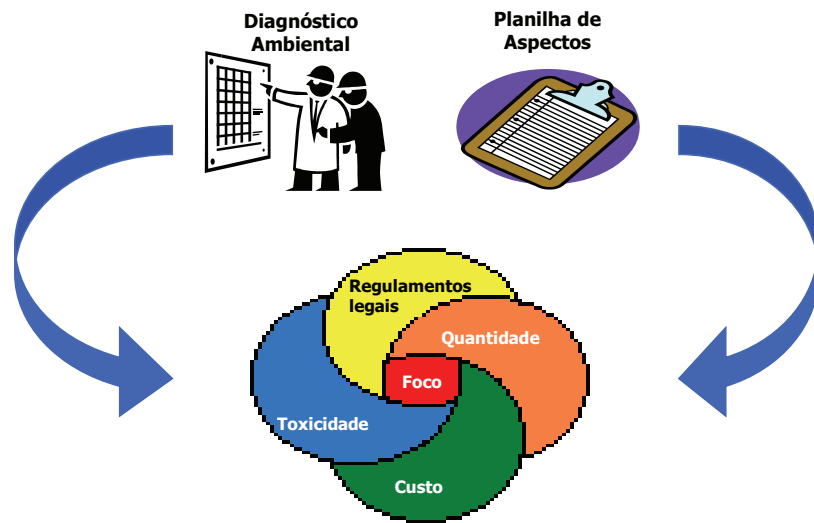 Diagnóstico
Ambiental
Planilha de
Aspectos
Regulamentos
legais
Quantidade
Foco
Toxicidade
Custo